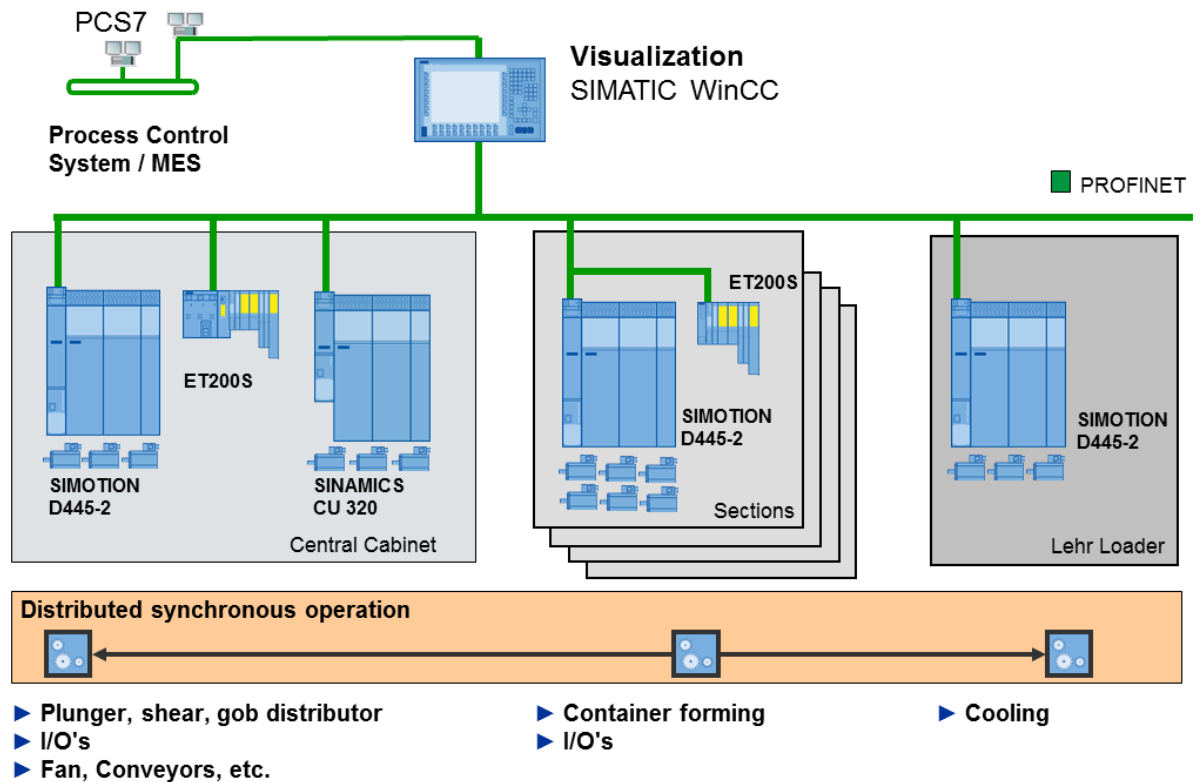 PCS7
Visualization
SIMATIC WinCC
Process Control
System / MES
PROFINET
ET200S
SIMOTION
D445-2
SINAMICS
CU 320
Central Cabinet
ET200S
SIMOTION
D445-2
Sections
SIMOTION
D445-2
Lehr Loader
Distributed synchronous operation
► Plunger, shear, gob distributor
► I/O's
► Fan, Conveyors, etc.
► Container forming
► I/O's
► Cooling